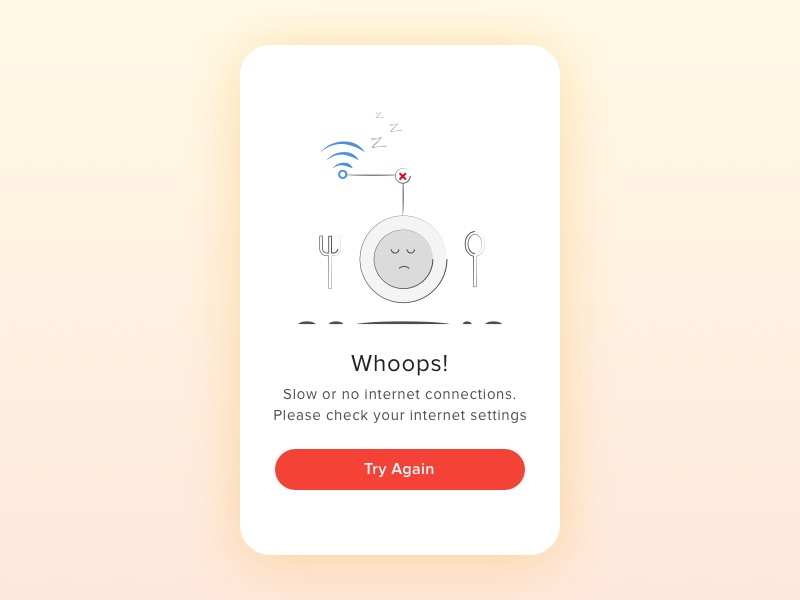 z
z
z
Whoops!
Slow or no internet connections.
Please check your internet settings
Try Again